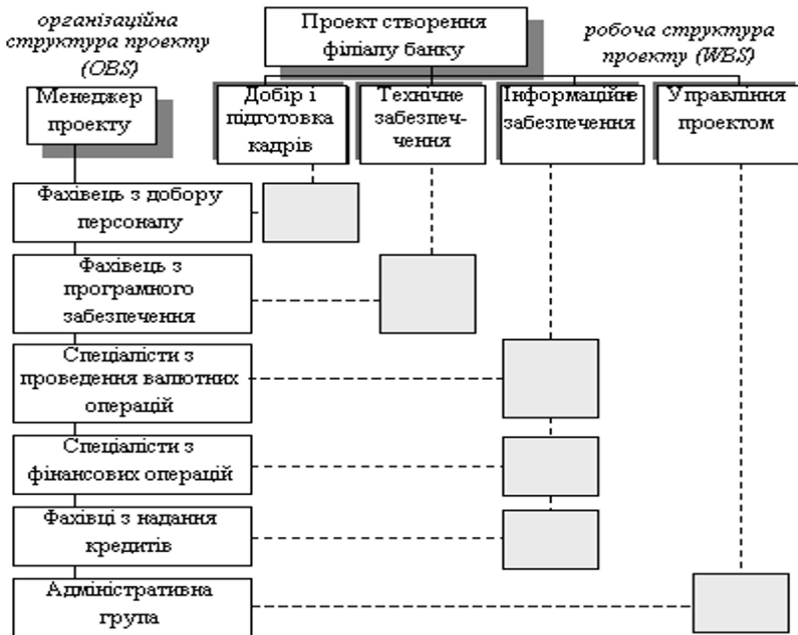 організаційна
структура проекту
(OBS)
Проект створення
філіалу банку
робоча структура
проекту (WBS)
Менеджер
проекту
Добір і
підготовка
кадрів
Технічне
забезпеч-
чення
Інформаційне
забезпечення
Управління
проектом
Фахівець з добору
персоналу
Фахівець з
програмного
забезпечення
Спеціалісти з
проведення валютних
операцій
Спеціалісти з
фінансових операцій
Фахівці з надання
кредитів
Адміністративна
група